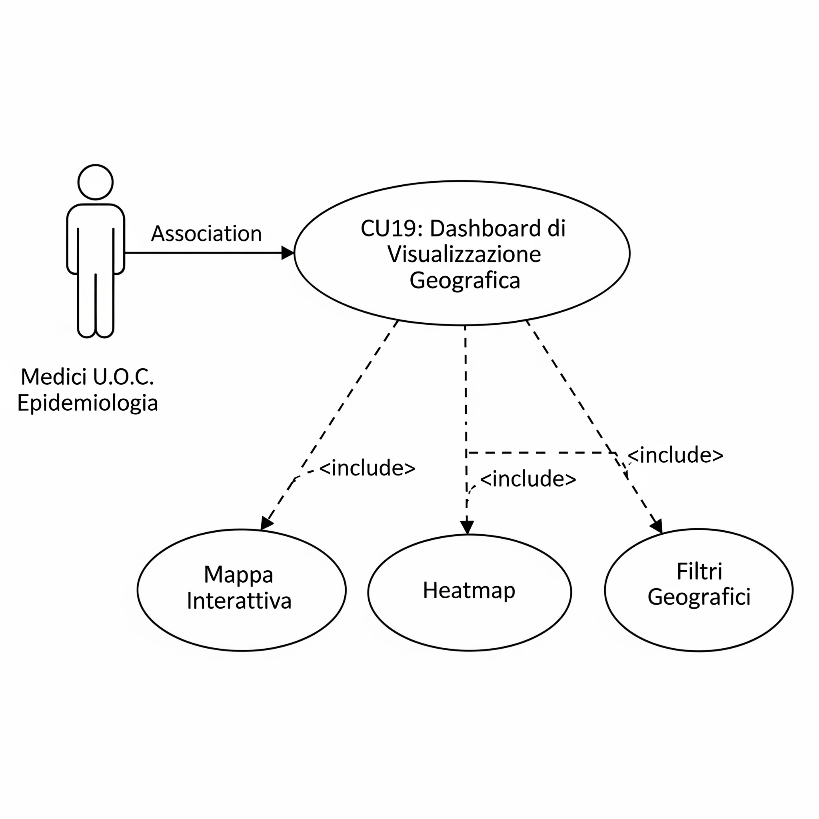 Association
CU19: Dashboard di
Visualizzazione
Geografica
Medici U.O.C.
Epidemiologia
<include>
<include>
<include>
Mappa
Interattiva
Heatmap
Filtri
Geografici